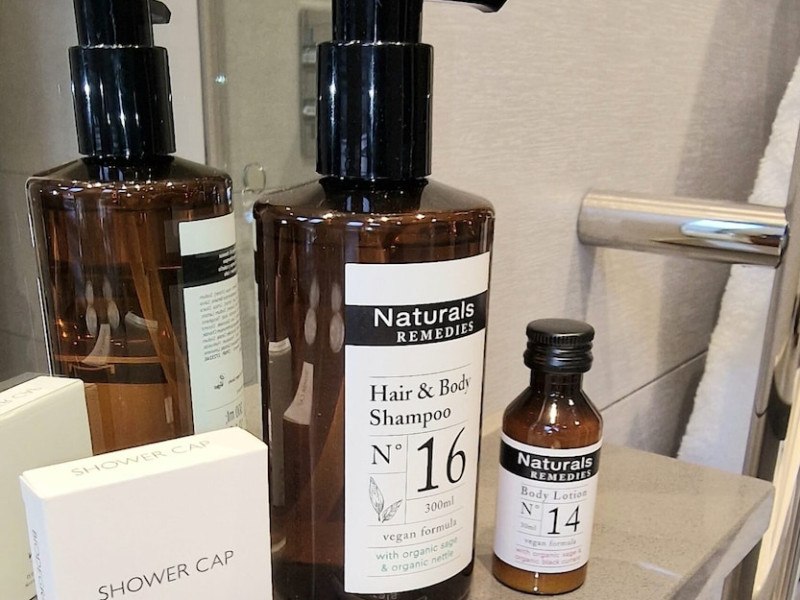 Naturals
REMEDIES
Hair & Body
Shampoo
N° 16
300ml
vegan formula
with organic sage
& organic nettle
Naturals
REMEDIES
Body Lotion
N° 14
vegan formula
with organic sage &
organic black currant
SHOWER CAP
SHOWER CAP